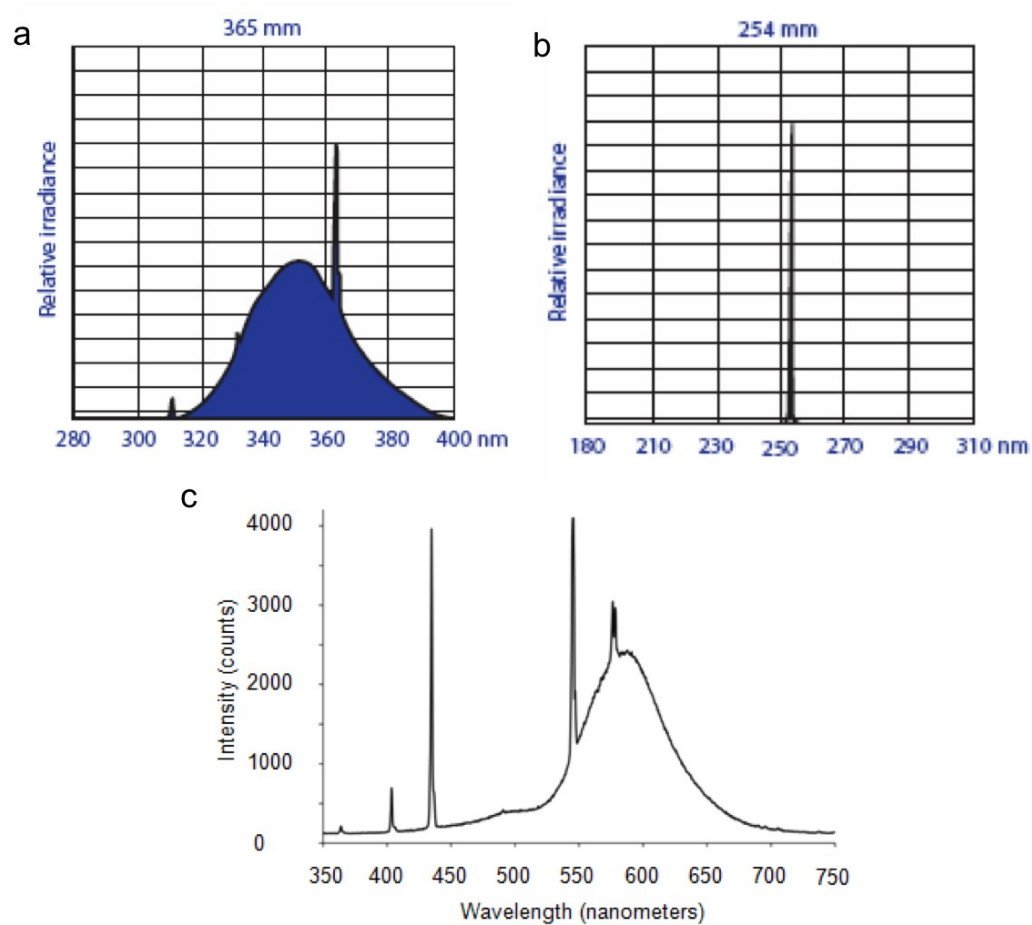 a
365 mm
Relative irradiance
280 300 320 340 360 380 400 nm
b
254 mm
Relative irradiance
180 210 230 250 270 290 310 nm
c
4000
3000
2000
1000
0
Intensity (counts)
350 400 450 500 550 600 650 700 750
Wavelength (nanometers)